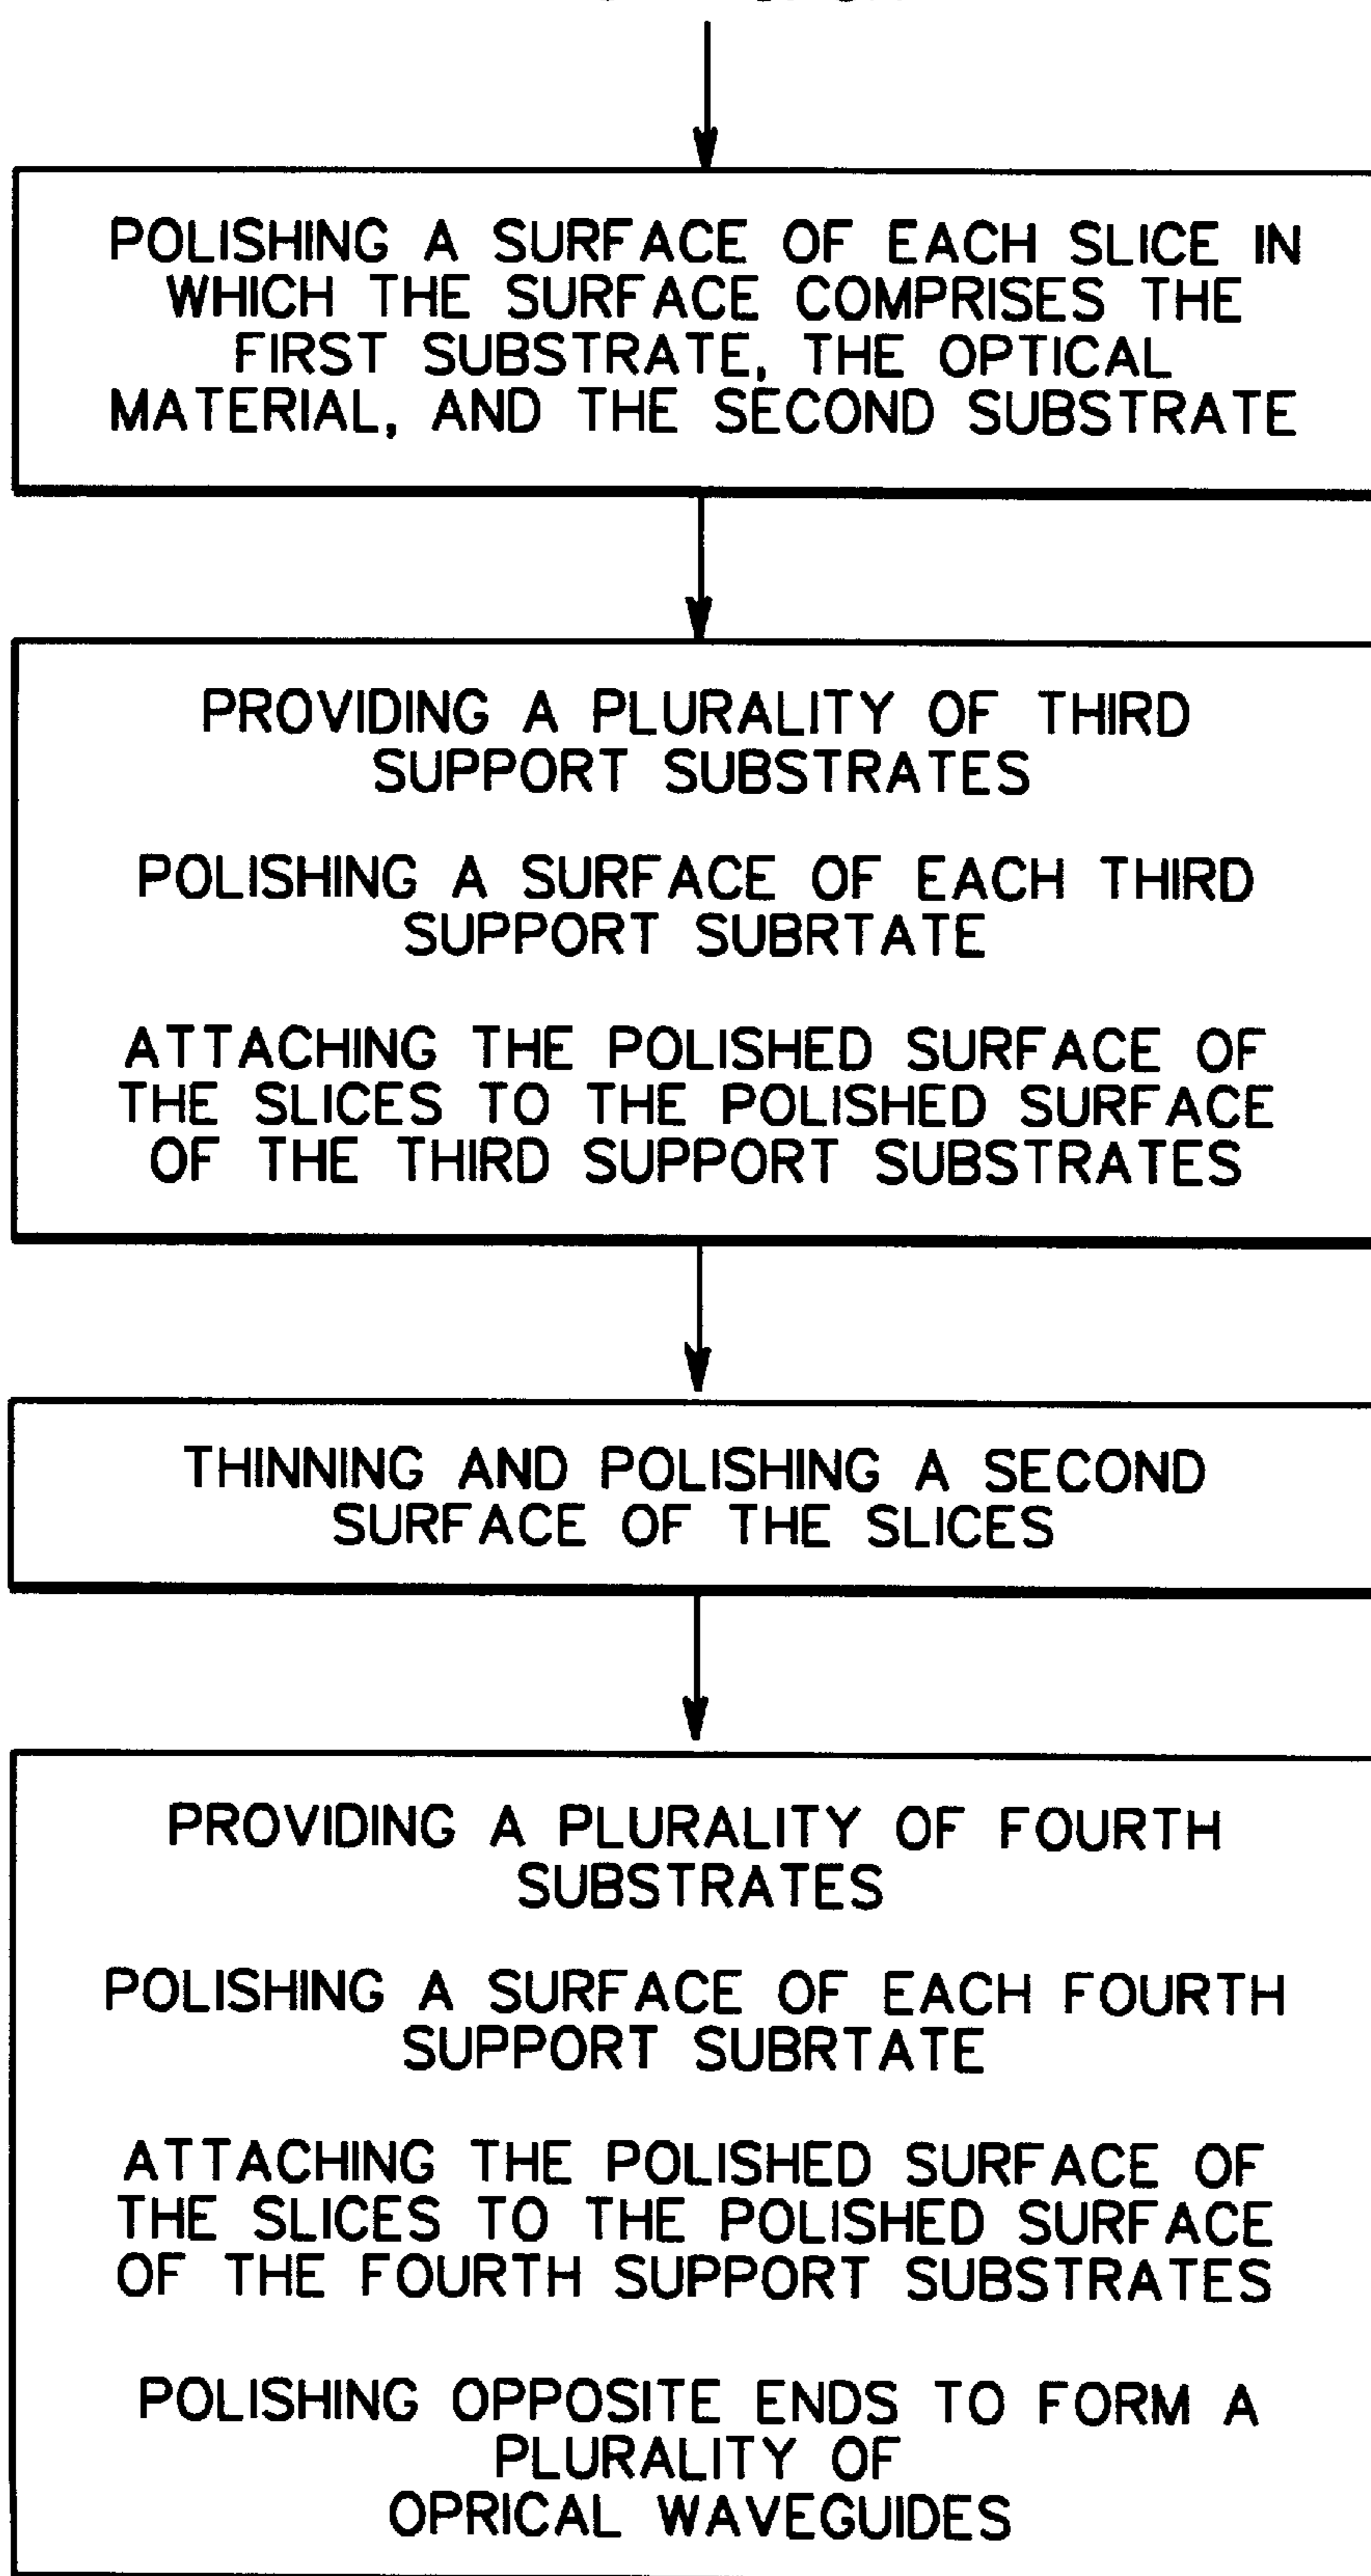 POLISHING A SURFACE OF EACH SLICE IN
WHICH THE SURFACE COMPRISES THE
FIRST SUBSTRATE, THE OPTICAL
MATERIAL, AND THE SECOND SUBSTRATE
PROVIDING A PLURALITY OF THIRD
SUPPORT SUBSTRATES
POLISHING A SURFACE OF EACH THIRD
SUPPORT SUBRTATE
ATTACHING THE POLISHED SURFACE OF
THE SLICES TO THE POLISHED SURFACE
OF THE THIRD SUPPORT SUBSTRATES
THINNING AND POLISHING A SECOND
SURFACE OF THE SLICES
PROVIDING A PLURALITY OF FOURTH
SUBSTRATES
POLISHING A SURFACE OF EACH FOURTH
SUPPORT SUBRTATE
ATTACHING THE POLISHED SURFACE OF
THE SLICES TO THE POLISHED SURFACE
OF THE FOURTH SUPPORT SUBSTRATES
POLISHING OPPOSITE ENDS TO FORM A
PLURALITY OF
OPRICAL WAVEGUIDES